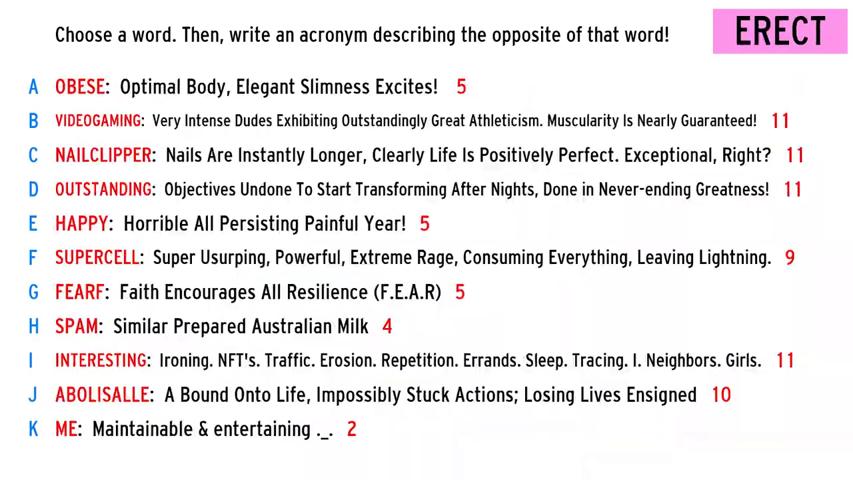 Choose a word. Then, write an acronym describing the opposite of that word!
ERECT
A OBESE: Optimal Body, Elegant Slimness Excites! 5
B VIDEOGAMING: Very Intense Dudes Exhibiting Outstandingly Great Athleticism. Muscularity Is Nearly Guaranteed! 11
C NAILCLIPPER: Nails Are Instantly Longer, Clearly Life Is Positively Perfect. Exceptional, Right? 11
D OUTSTANDING: Objectives Undone To Start Transforming After Nights, Done in Never-ending Greatness! 11
E HAPPY: Horrible All Persisting Painful Year! 5
F SUPERCELL: Super Usurping, Powerful, Extreme Rage, Consuming Everything, Leaving Lightning. 9
G FEARF: Faith Encourages All Resilience (F.E.A.R) 5
H SPAM: Similar Prepared Australian Milk 4
I INTERESTING: Ironing. NFT's. Traffic. Erosion. Repetition. Errands. Sleep. Tracing. I. Neighbors. Girls. 11
J ABOLISALLE: A Bound Onto Life, Impossibly Stuck Actions; Losing Lives Ensigned 10
K ME: Maintainable & entertaining ._. 2